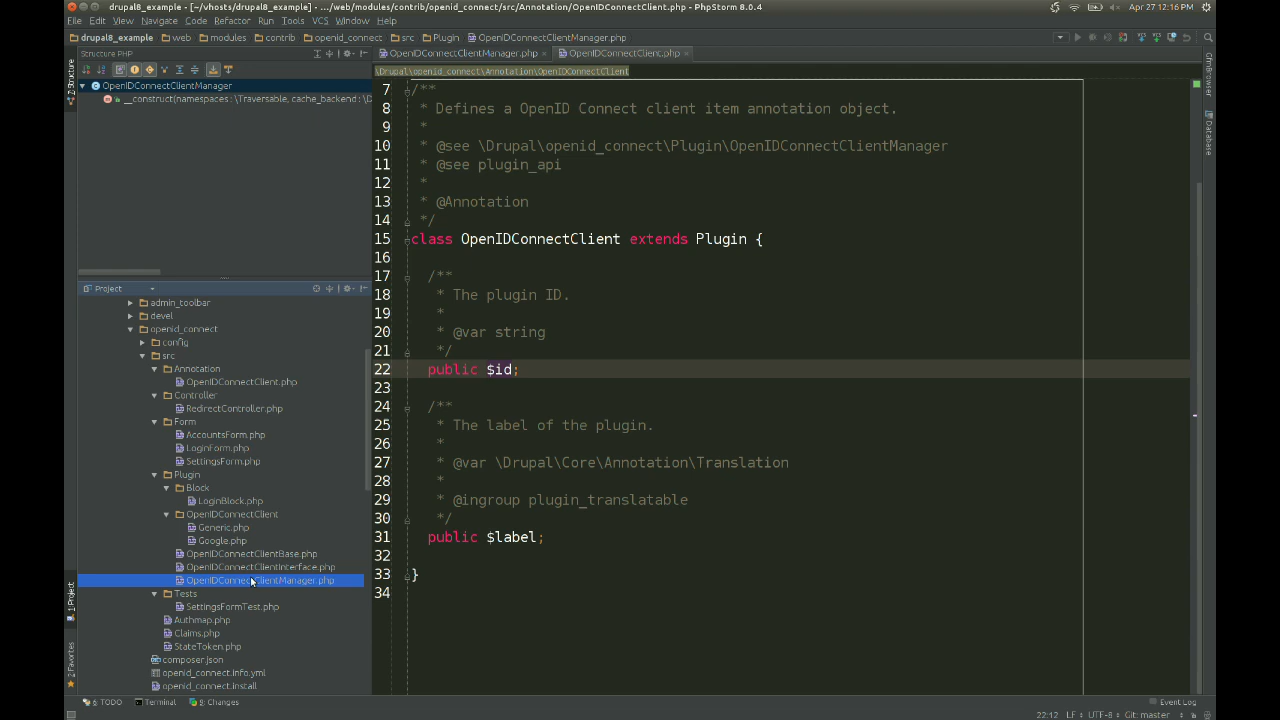 drupal8_example - [~/vhosts/drupal8_example] - .../web/modules/contrib/openid_connect/src/Annotation/OpenIDConnectClient.php - PhpStorm 8.0.4
Apr 27 12:16 PM
File Edit View Navigate Code Refactor Run Tools VCS Window Help
drupal8_example web modules contrib openid_connect src Plugin OpenIDConnectClientManager.php
Structure PHP
OpenIDConnectClientManager.php × OpenIDConnectClient.php ×
\Drupal\openid_connect\Annotation\OpenIDConnectClient
OpenIDConnectClientManager
__construct(namespaces : \Traversable, cache_backend : \D
Z: Structure
CfmBrowser
Database
7 /**
8 * Defines a OpenID Connect client item annotation object.
9 *
10 * @see \Drupal\openid_connect\Plugin\OpenIDConnectClientManager
11 * @see plugin_api
12 *
13 * @Annotation
14 */
15 class OpenIDConnectClient extends Plugin {
16
17 /**
18 * The plugin ID.
19 *
20 * @var string
21 */
22 public $id;
23
24 /**
25 * The label of the plugin.
26 *
27 * @var \Drupal\Core\Annotation\Translation
28 *
29 * @ingroup plugin_translatable
30 */
31 public $label;
32
33 }
34
Project
admin_toolbar
devel
openid_connect
config
src
Annotation
OpenIDConnectClient.php
Controller
RedirectController.php
Form
AccountsForm.php
LoginForm.php
SettingsForm.php
Plugin
Block
LoginBlock.php
OpenIDConnectClient
Generic.php
Google.php
OpenIDConnectClientBase.php
OpenIDConnectClientInterface.php
OpenIDConnectClientManager.php
Tests
SettingsFormTest.php
Authmap.php
Claims.php
StateToken.php
composer.json
openid_connect.info.yml
openid_connect.install
1: Project
2: Favorites
6: TODO Terminal 9: Changes Event Log
22:12 LF UTF-8 Git: master